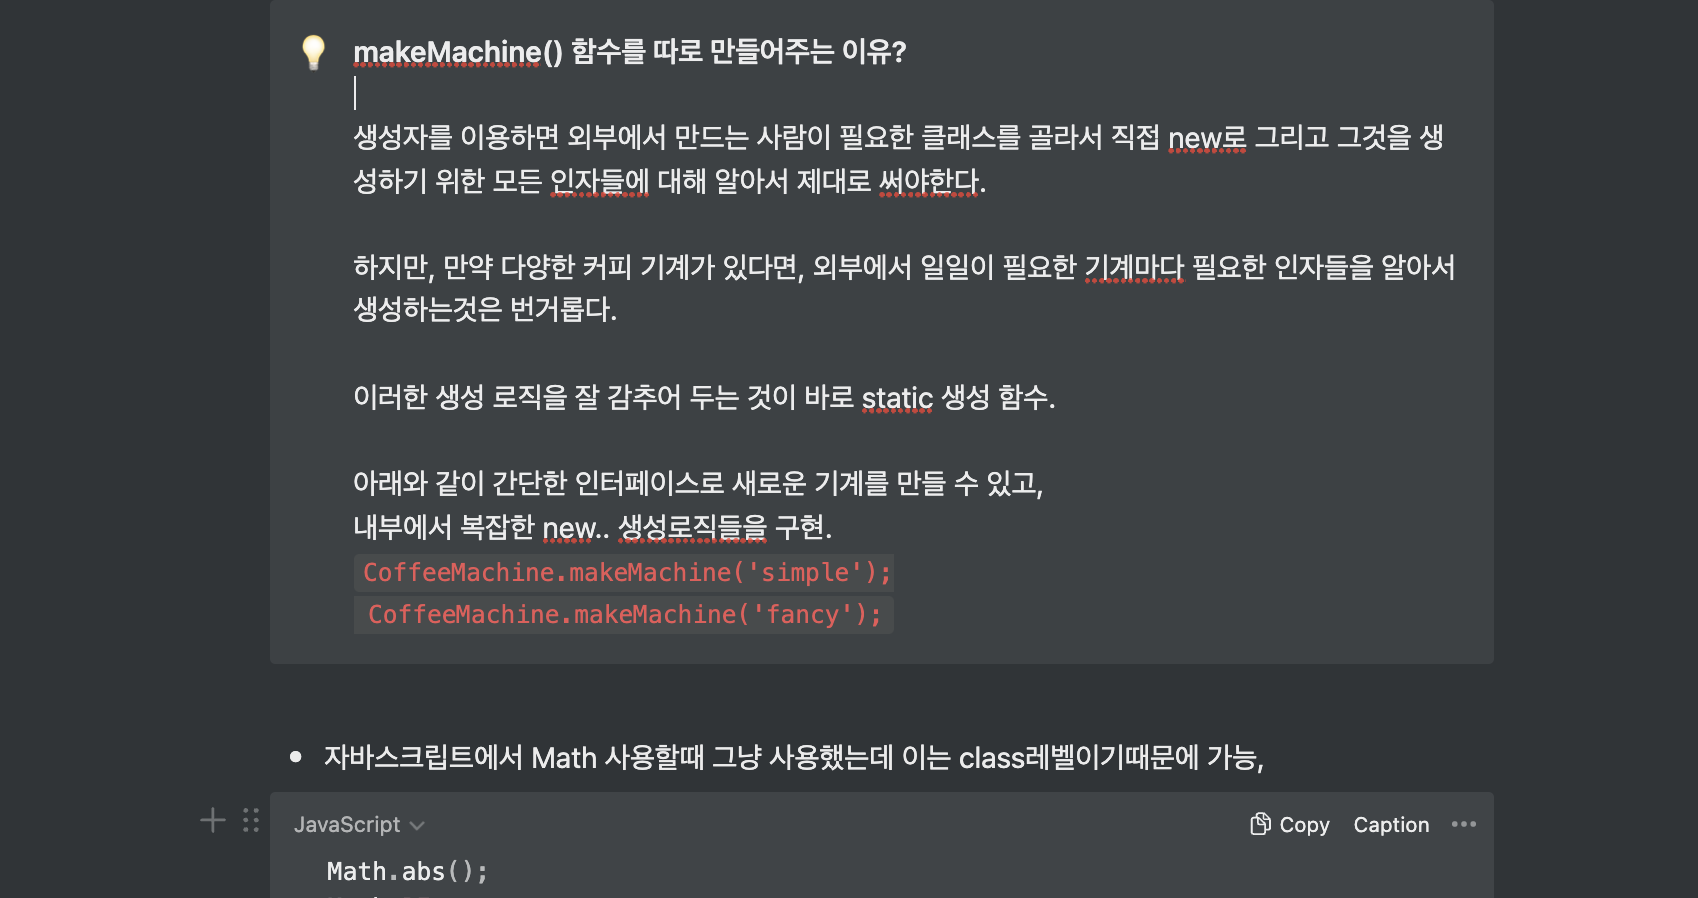 makeMachine() 함수를 따로 만들어주는 이유?
생성자를 이용하면 외부에서 만드는 사람이 필요한 클래스를 골라서 직접 new로 그리고 그것을 생
성하기 위한 모든 인자들에 대해 알아서 제대로 써야한다.
하지만, 만약 다양한 커피 기계가 있다면, 외부에서 일일이 필요한 기계마다 필요한 인자들을 알아서
생성하는것은 번거롭다.
이러한 생성 로직을 잘 감추어 두는 것이 바로 static 생성 함수.
아래와 같이 간단한 인터페이스로 새로운 기계를 만들 수 있고,
내부에서 복잡한 new.. 생성로직들을 구현.
CoffeeMachine.makeMachine('simple');
CoffeeMachine.makeMachine('fancy');
• 자바스크립트에서 Math 사용할때 그냥 사용했는데 이는 class레벨이기때문에 가능,
JavaScript Copy Caption
Math.abs();